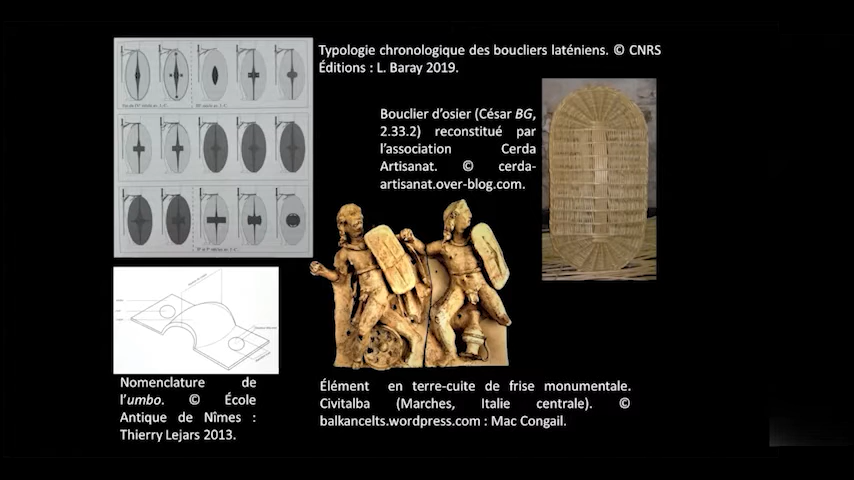 Typologie chronologique des boucliers laténiens. © CNRS
Éditions : L. Baray 2019.
Bouclier d'osier (César BG,
2.33.2) reconstitué par
l'association Cerda
Artisanat. © cerda-
artisanat.over-blog.com.
Nomenclature de
l'umbo. © École
Antique de Nîmes :
Thierry Lejars 2013.
Élément en terre-cuite de frise monumentale.
Civitalba (Marches, Italie centrale). ©
balkancelts.wordpress.com : Mac Congail.